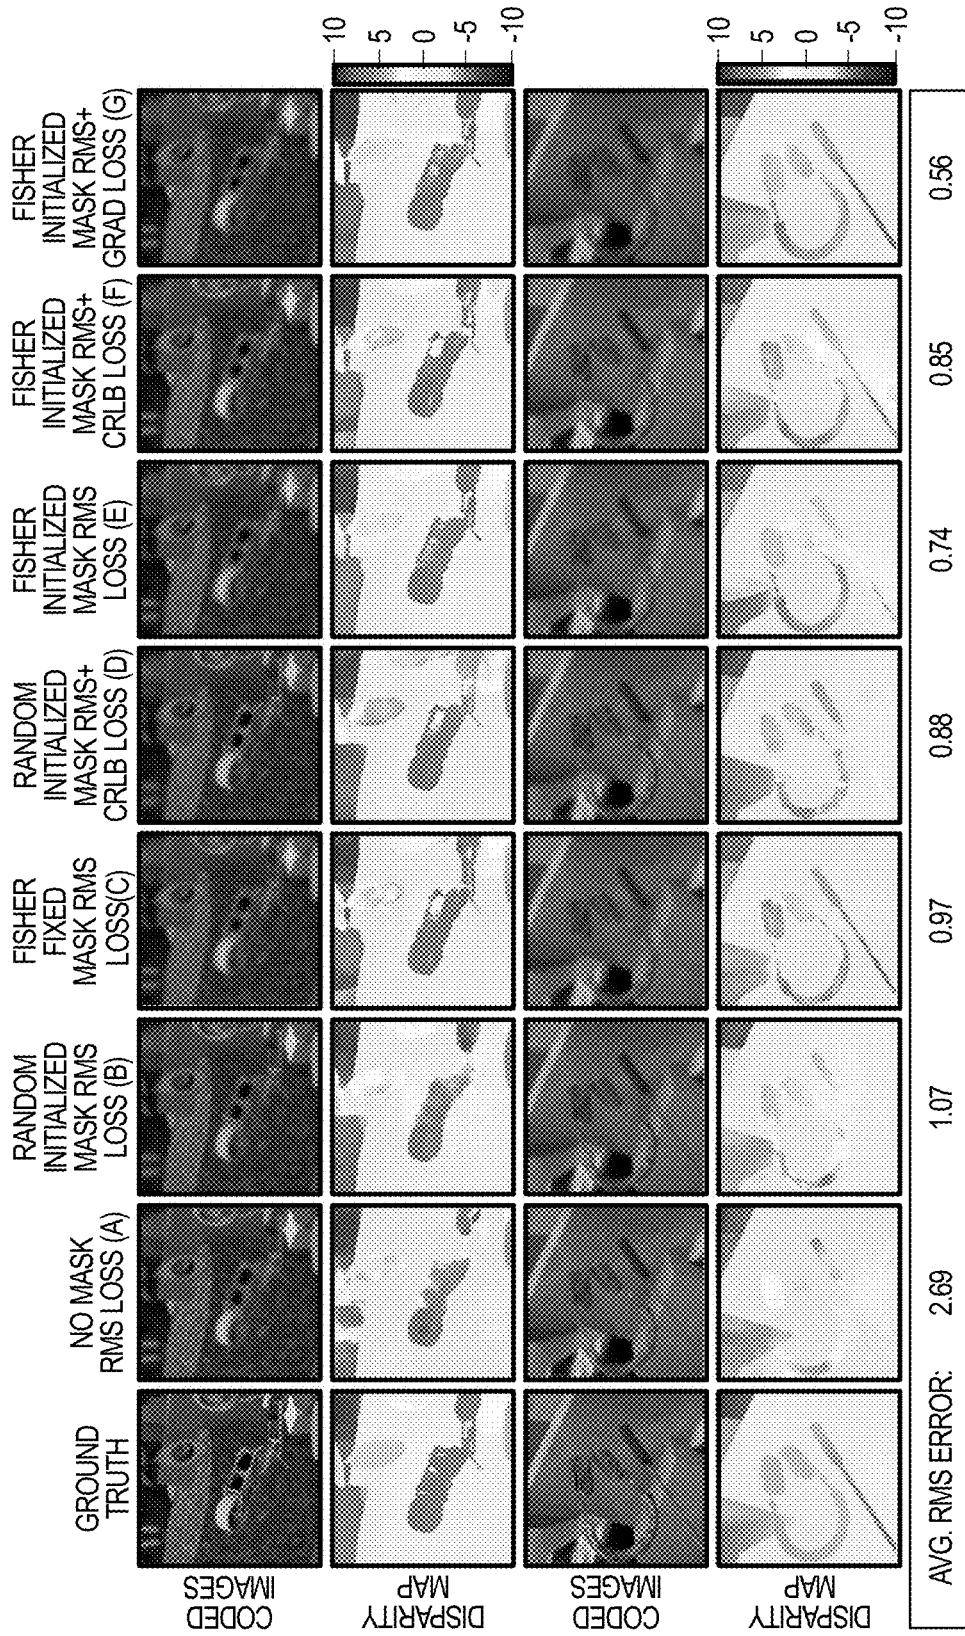 GROUND
TRUTH
NO MASK
RMS LOSS (A)
RANDOM
INITIALIZED
MASK RMS
LOSS (B)
FISHER
FIXED
MASK RMS
LOSS(C)
RANDOM
INITIALIZED
MASK RMS+
CRLB LOSS (D)
FISHER
INITIALIZED
MASK RMS
LOSS (E)
FISHER
INITIALIZED
MASK RMS+
CRLB LOSS (F)
FISHER
INITIALIZED
MASK RMS+
GRAD LOSS (G)
CODED
IMAGES
DISPARITY
MAP
10
5
0
-5
-10
CODED
IMAGES
DISPARITY
MAP
10
5
0
-5
-10
AVG. RMS ERROR: 2.69 1.07 0.97 0.88 0.74 0.85 0.56